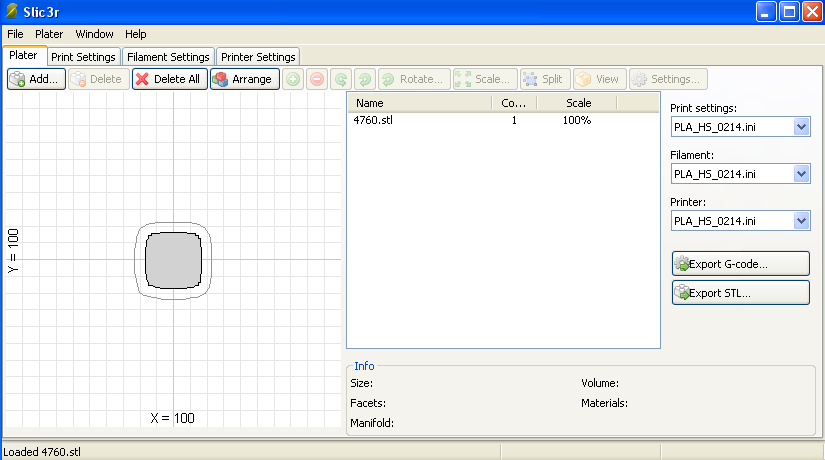 Slic3r
File Plater Window Help
Plater Print Settings Filament Settings Printer Settings
Add... Delete Delete All Arrange Rotate... Scale... Split View Settings...
Name Co... Scale
4760.stl 1 100%
Print settings:
PLA_HS_0214.ini
Filament:
PLA_HS_0214.ini
Printer:
PLA_HS_0214.ini
Export G-code...
Export STL...
Y = 100
X = 100
Info
Size: Volume:
Facets: Materials:
Manifold:
Loaded 4760.stl